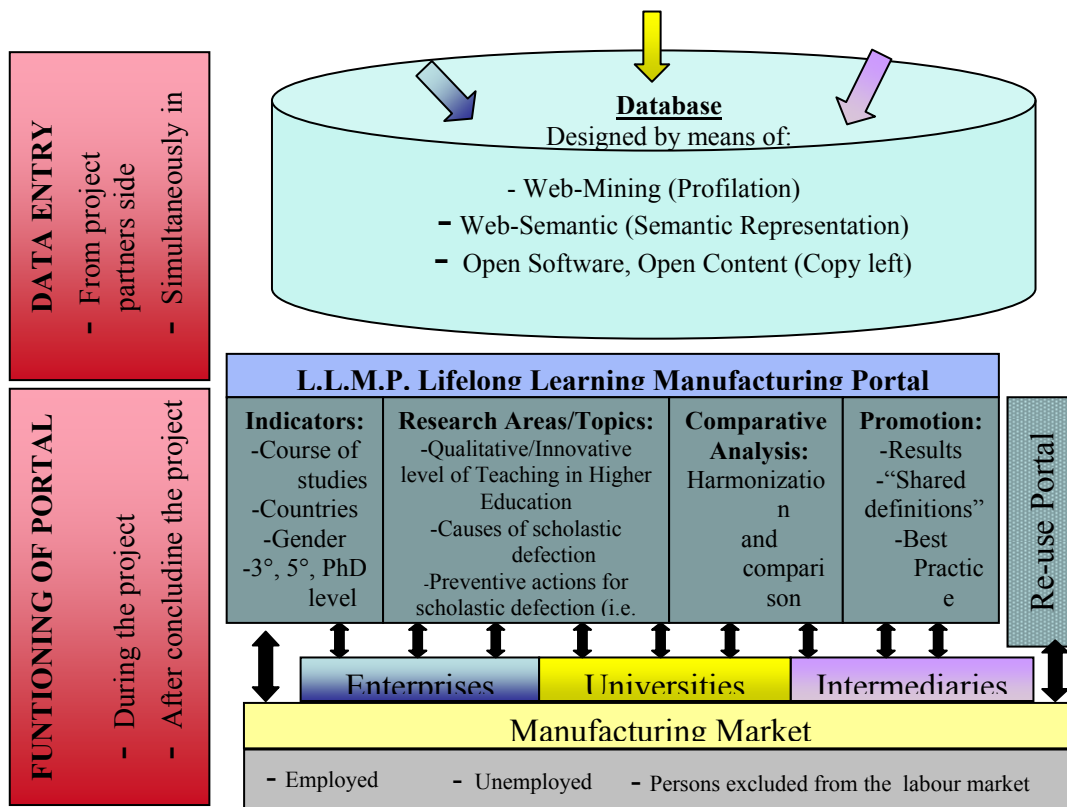 DATA ENTRY
- From project
partners side
- Simultaneously in
Database
Designed by means of:
- Web-Mining (Profilation)
- Web-Semantic (Semantic Representation)
- Open Software, Open Content (Copy left)
FUNTIONING OF PORTAL
- During the project
- After concludine the project
L.L.M.P. Lifelong Learning Manufacturing Portal
Indicators:
-Course of
studies
-Countries
-Gender
-3°, 5°, PhD
level
Research Areas/Topics:
-Qualitative/Innovative
level of Teaching in Higher
Education
-Causes of scholastic
defection
-Preventive actions for
scholastic defection (i.e.
Comparative
Analysis:
Harmonizatio
n
and
compari
son
Promotion:
-Results
-“Shared
definitions”
-Best
Practic
e
Re-use Portal
Enterprises
Universities
Intermediaries
Manufacturing Market
- Employed
- Unemployed
- Persons excluded from the labour market